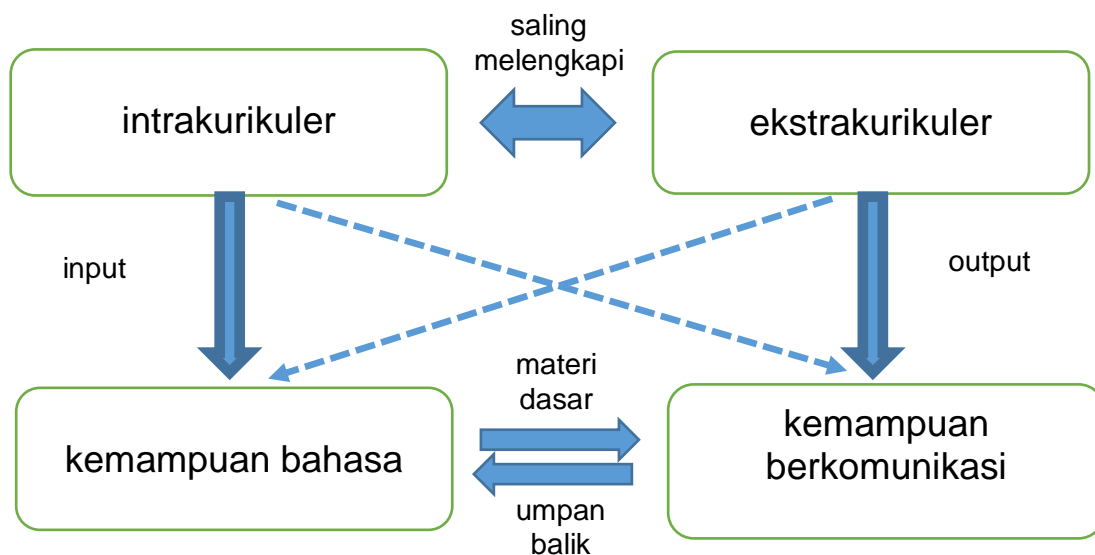 saling
melengkapi
intrakurikuler
ekstrakurikuler
input
output
materi
dasar
kemampuan bahasa
kemampuan
berkomunikasi
umpan
balik